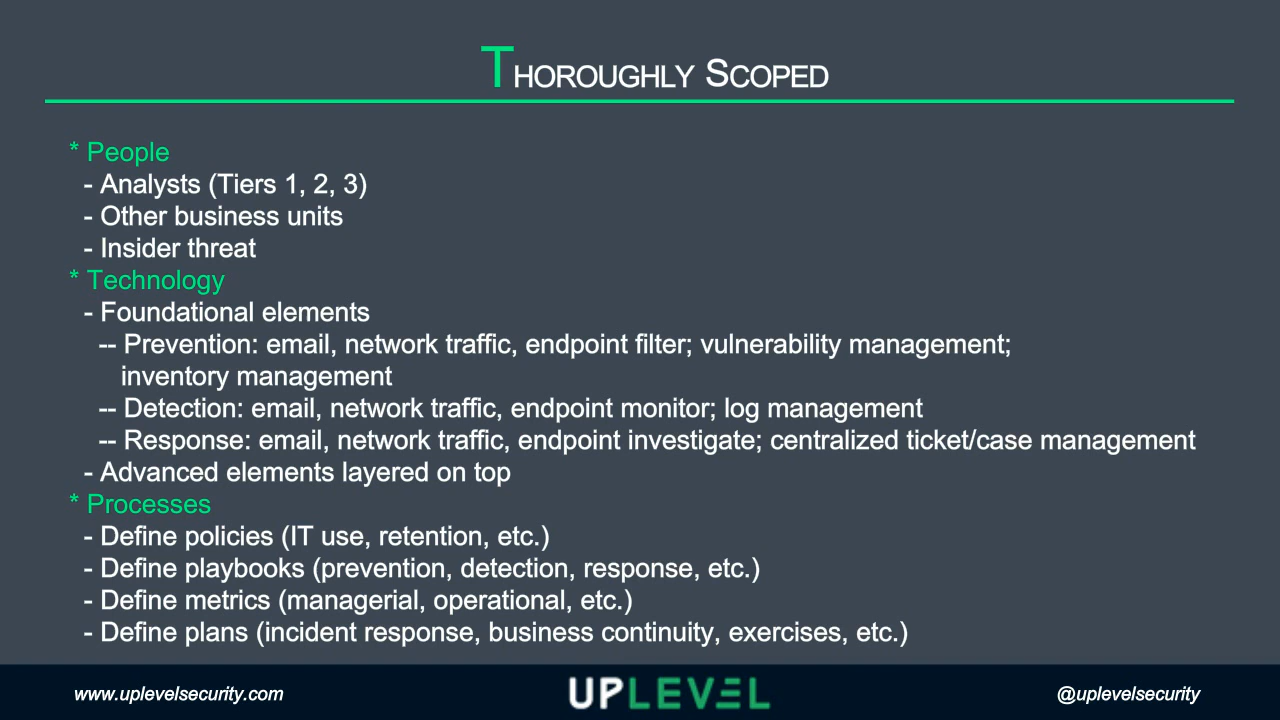 Thoroughly Scoped
* People
- Analysts (Tiers 1, 2, 3)
- Other business units
- Insider threat
* Technology
- Foundational elements
-- Prevention: email, network traffic, endpoint filter; vulnerability management;
inventory management
-- Detection: email, network traffic, endpoint monitor; log management
-- Response: email, network traffic, endpoint investigate; centralized ticket/case management
- Advanced elements layered on top
* Processes
- Define policies (IT use, retention, etc.)
- Define playbooks (prevention, detection, response, etc.)
- Define metrics (managerial, operational, etc.)
- Define plans (incident response, business continuity, exercises, etc.)
www.uplevelsecurity.com
UPLEVEL
@uplevelsecurity